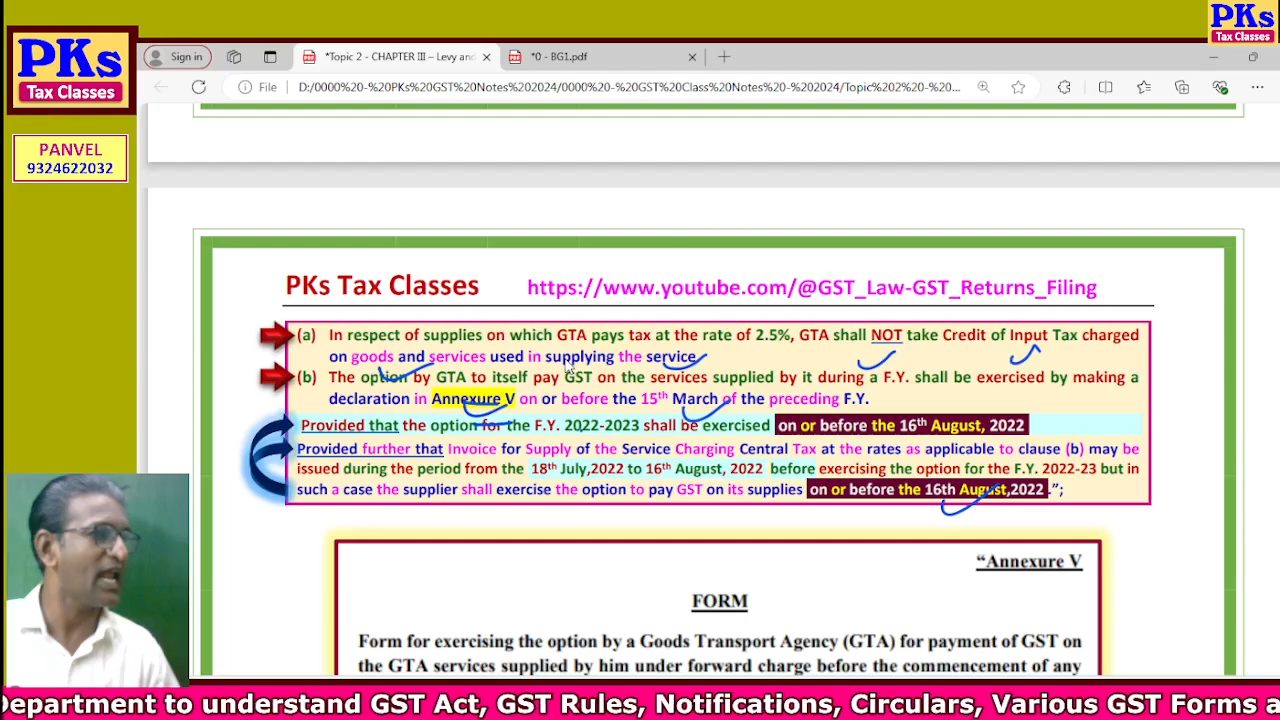 PKs
Tax Classes
PKs
Tax Classes
PANVEL
9324622032
Sign in
*Topic 2 - CHAPTER III – Levy and
*0 - BG1.pdf
File
D:/0000%20-%20PKs%20GST%20Notes%202024/0000%20-%20GST%20Class%20Notes%20-%202024/Topic%202%20-%20...
PKs Tax Classes https://www.youtube.com/@GST_Law-GST_Returns_Filing
(a) In respect of supplies on which GTA pays tax at the rate of 2.5%, GTA shall NOT take Credit of Input Tax charged
on goods and services used in supplying the service
(b) The option by GTA to itself pay GST on the services supplied by it during a F.Y. shall be exercised by making a
declaration in Annexure V on or before the 15th March of the preceding F.Y.
Provided that the option for the F.Y. 2022-2023 shall be exercised on or before the 16th August, 2022
Provided further that Invoice for Supply of the Service Charging Central Tax at the rates as applicable to clause (b) may be
issued during the period from the 18th July,2022 to 16th August, 2022 before exercising the option for the F.Y. 2022-23 but in
such a case the supplier shall exercise the option to pay GST on its supplies on or before the 16th August,2022.”;
“Annexure V
FORM
Form for exercising the option by a Goods Transport Agency (GTA) for payment of GST on
the GTA services supplied by him under forward charge before the commencement of any
Department to understand GST Act, GST Rules, Notifications, Circulars, Various GST Forms a